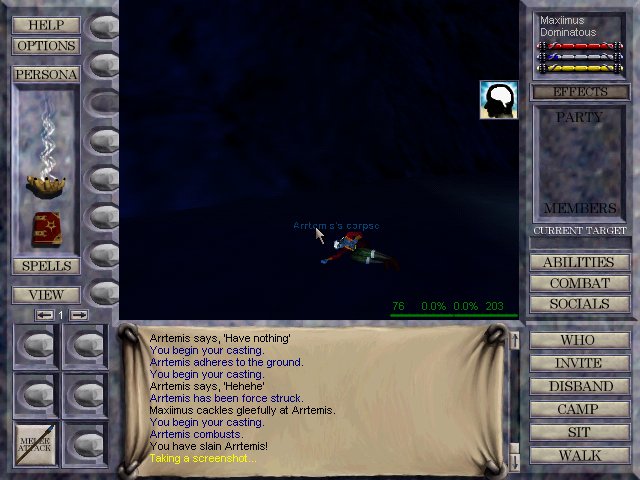 HELP
OPTIONS
PERSONA
SPELLS
VIEW
1
MELEE
ATTACK
Arrtemis's corpse
76 0.0% 0.0% 203
Arrtemis says, 'Have nothing'
You begin your casting.
Arrtemis adheres to the ground.
You begin your casting.
Arrtemis says, 'Hehehe'
Arrtemis has been force struck.
Maxiimus cackles gleefully at Arrtemis.
You begin your casting.
Arrtemis combusts.
You have slain Arrtemis!
Taking a screenshot...
Maxiimus
Dominatous
EFFECTS
PARTY
MEMBERS
CURRENT TARGET
ABILITIES
COMBAT
SOCIALS
WHO
INVITE
DISBAND
CAMP
SIT
WALK